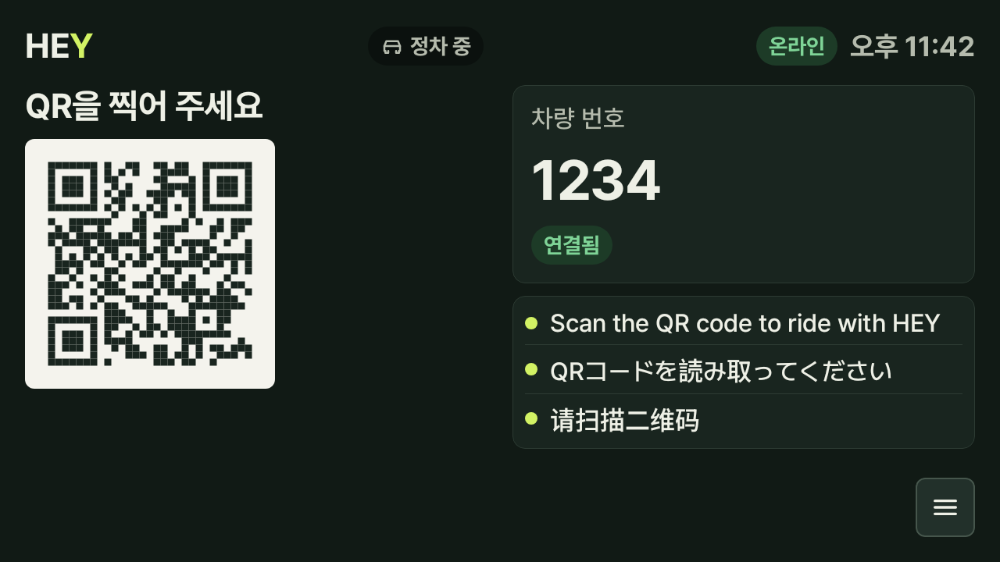 HEY
정차 중
온라인
오후 11:42
QR을 찍어 주세요
차량 번호
1234
연결됨
Scan the QR code to ride with HEY
QRコードを読み取ってください
请扫描二维码